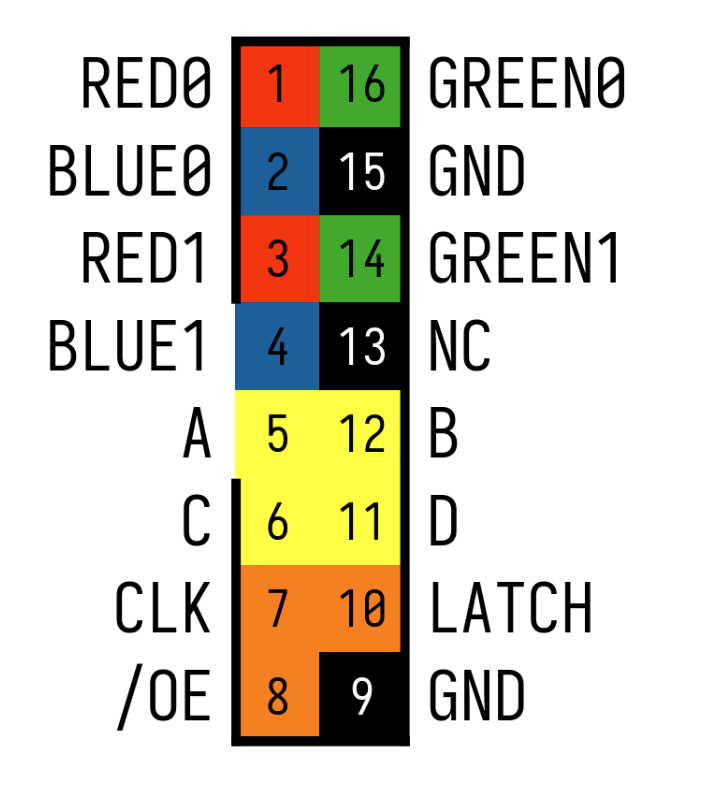 RED0 1 16 GREEN0
BLUE0 2 15 GND
RED1 3 14 GREEN1
BLUE1 4 13 NC
A 5 12 B
C 6 11 D
CLK 7 10 LATCH
/OE 8 9 GND